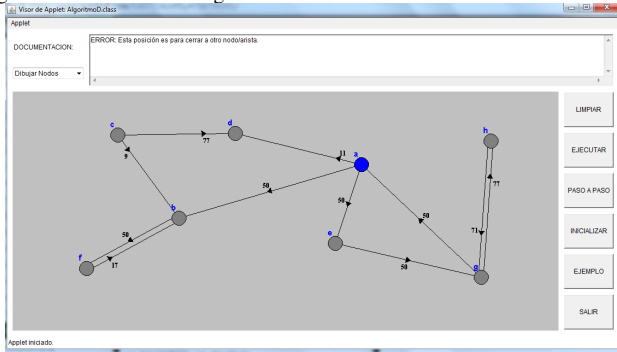 Visor de Applet: AlgoritmoD.class
Applet
DOCUMENTACION:
ERROR: Esta posición es para cerrar a otro nodo/arista.
Dibujar Nodos
LIMPIAR
EJECUTAR
PASO A PASO
INICIALIZAR
EJEMPLO
SALIR
c
d
77
11
a
h
9
50
77
b
50
50
50
71
f
17
e
50
g
Applet iniciado.